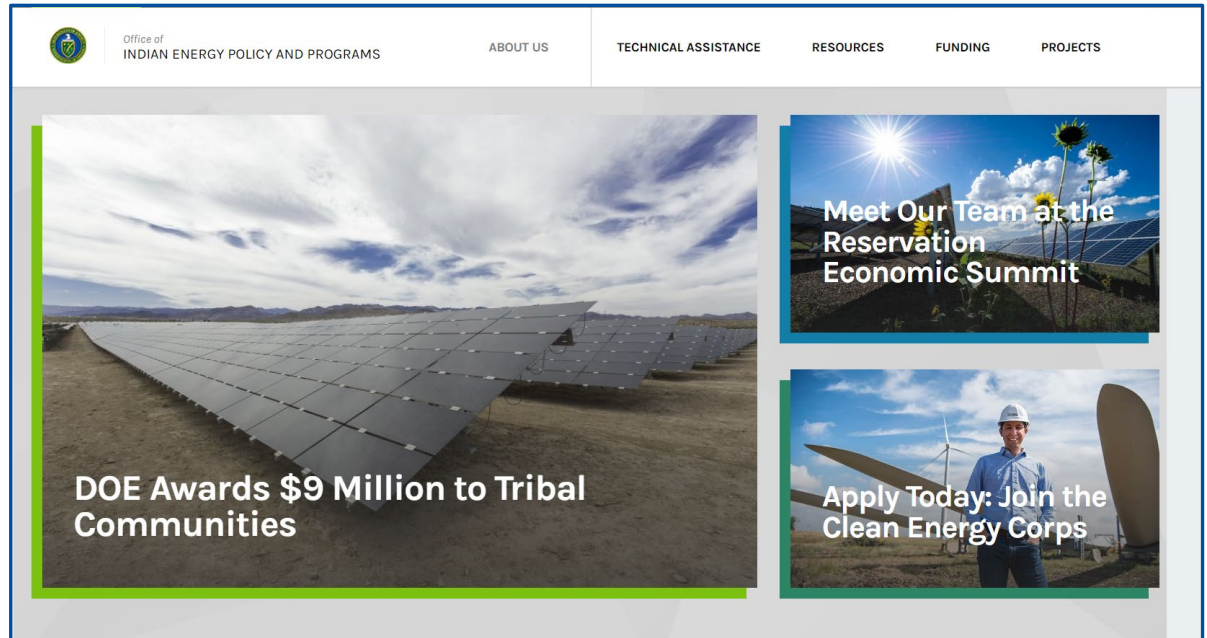 Office of
INDIAN ENERGY POLICY AND PROGRAMS
ABOUT US
TECHNICAL ASSISTANCE
RESOURCES
FUNDING
PROJECTS
DOE Awards $9 Million to Tribal
Communities
Meet Our Team at the
Reservation
Economic Summit
Apply Today: Join the
Clean Energy Corps